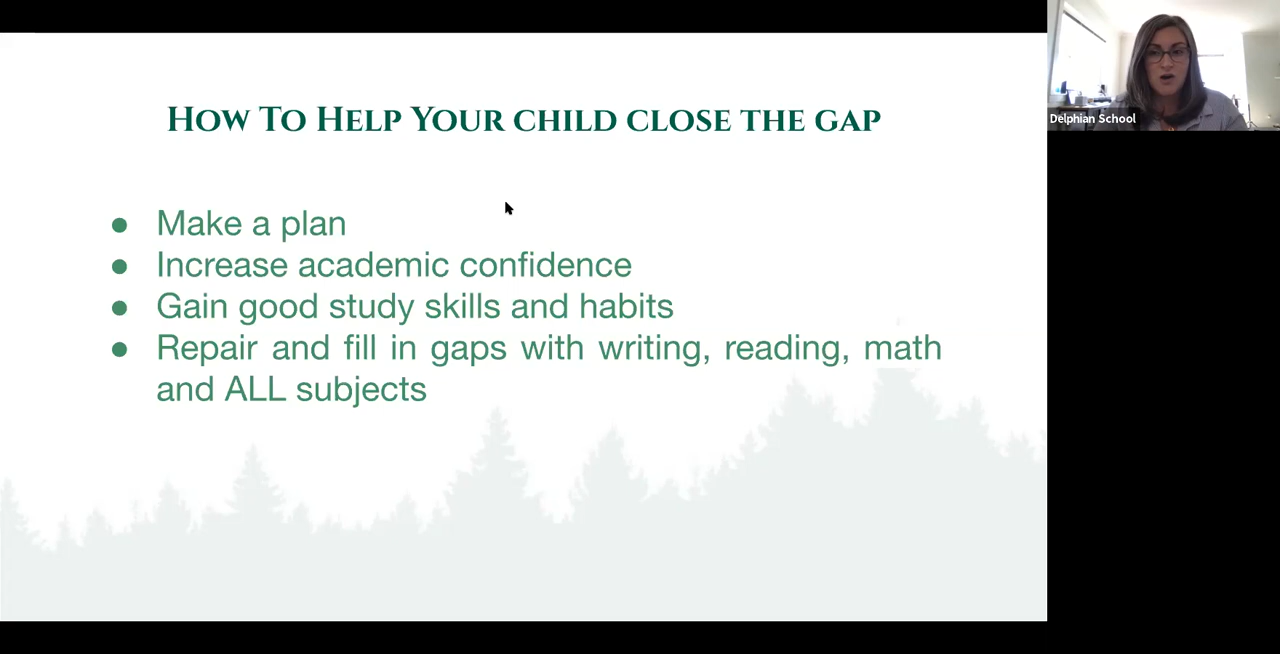 How To Help Your child close the gap
● Make a plan
● Increase academic confidence
● Gain good study skills and habits
● Repair and fill in gaps with writing, reading, math
and ALL subjects
Delphian School